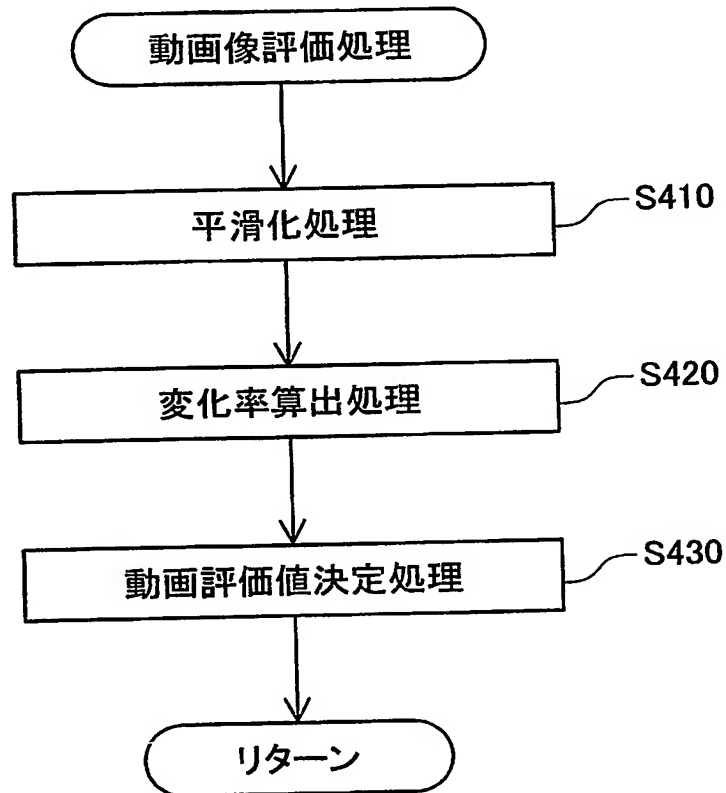 動画像評価処理
平滑化処理
S410
変化率算出処理
S420
動画評価値決定処理
S430
リターン